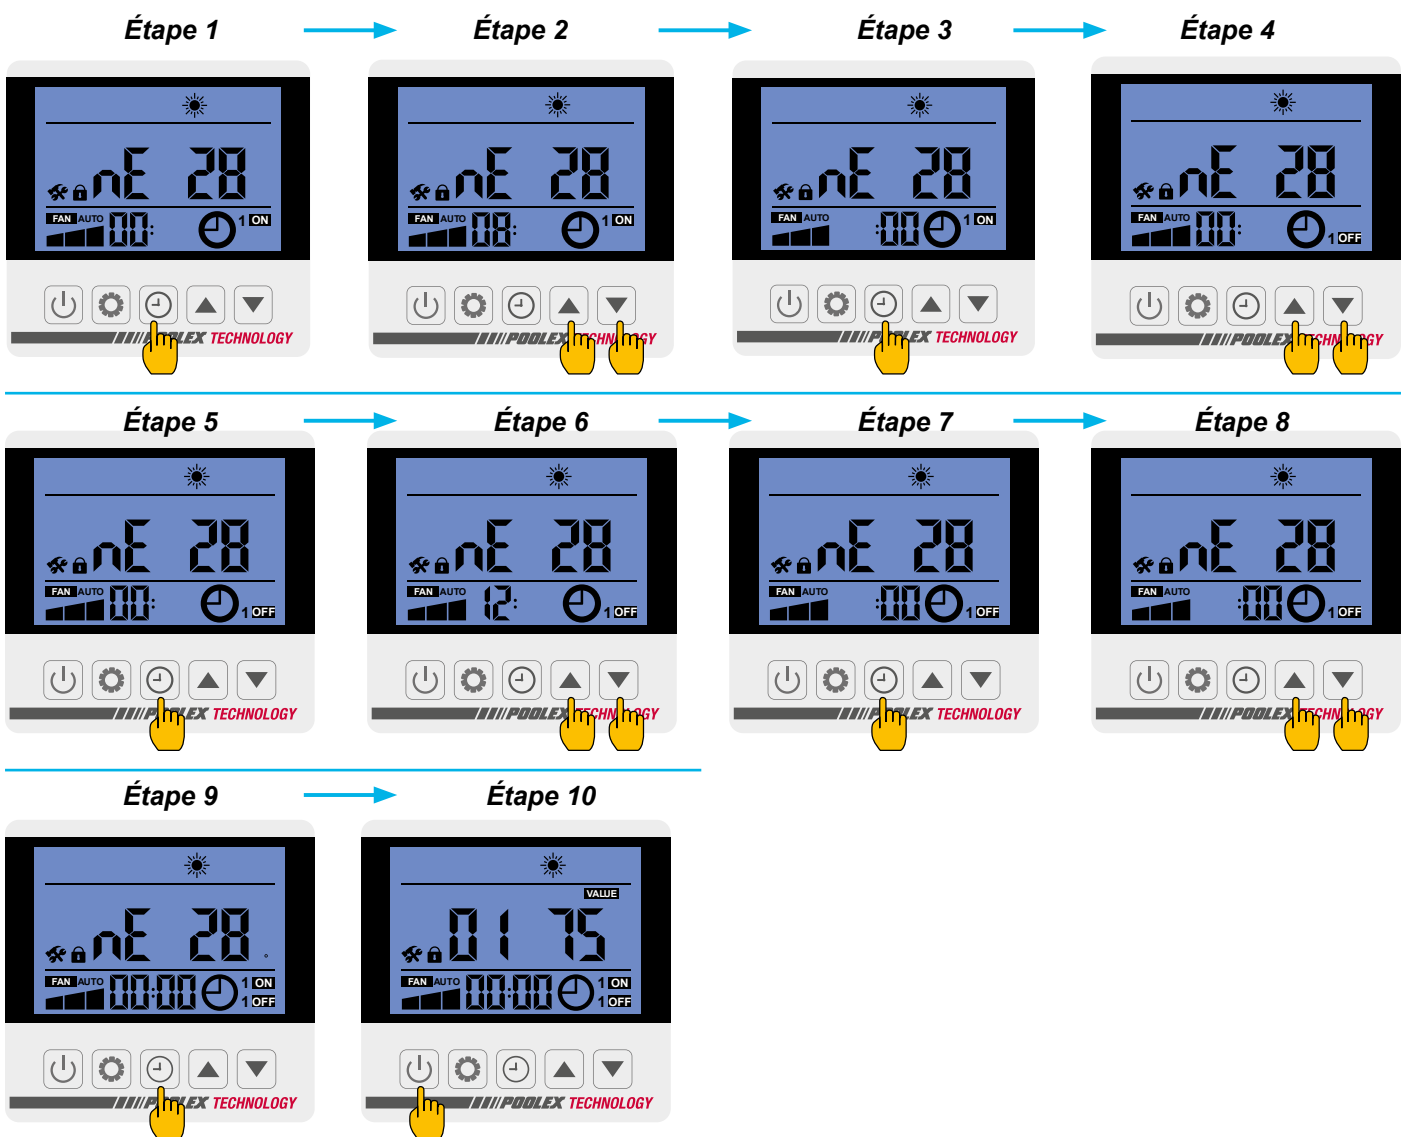 Étape 1 Étape 2 Étape 3 Étape 4
nE 28 nE 28 nE 28 nE 28
FAN AUTO 00: 1 ON FAN AUTO 08: 1 ON FAN AUTO :00 1 ON FAN AUTO 00: 1 OFF
POOLEX TECHNOLOGY POOLEX TECHNOLOGY POOLEX TECHNOLOGY POOLEX TECHNOLOGY
Étape 5 Étape 6 Étape 7 Étape 8
nE 28 nE 28 nE 28 nE 28
FAN AUTO 00: 1 OFF FAN AUTO 12: 1 OFF FAN AUTO :00 1 OFF FAN AUTO :00 1 OFF
POOLEX TECHNOLOGY POOLEX TECHNOLOGY POOLEX TECHNOLOGY POOLEX TECHNOLOGY
Étape 9 Étape 10
VALUE
nE 28 01 75
FAN AUTO 00:00 1 ON FAN AUTO 00:00 1 ON
1 OFF 1 OFF
POOLEX TECHNOLOGY POOLEX TECHNOLOGY